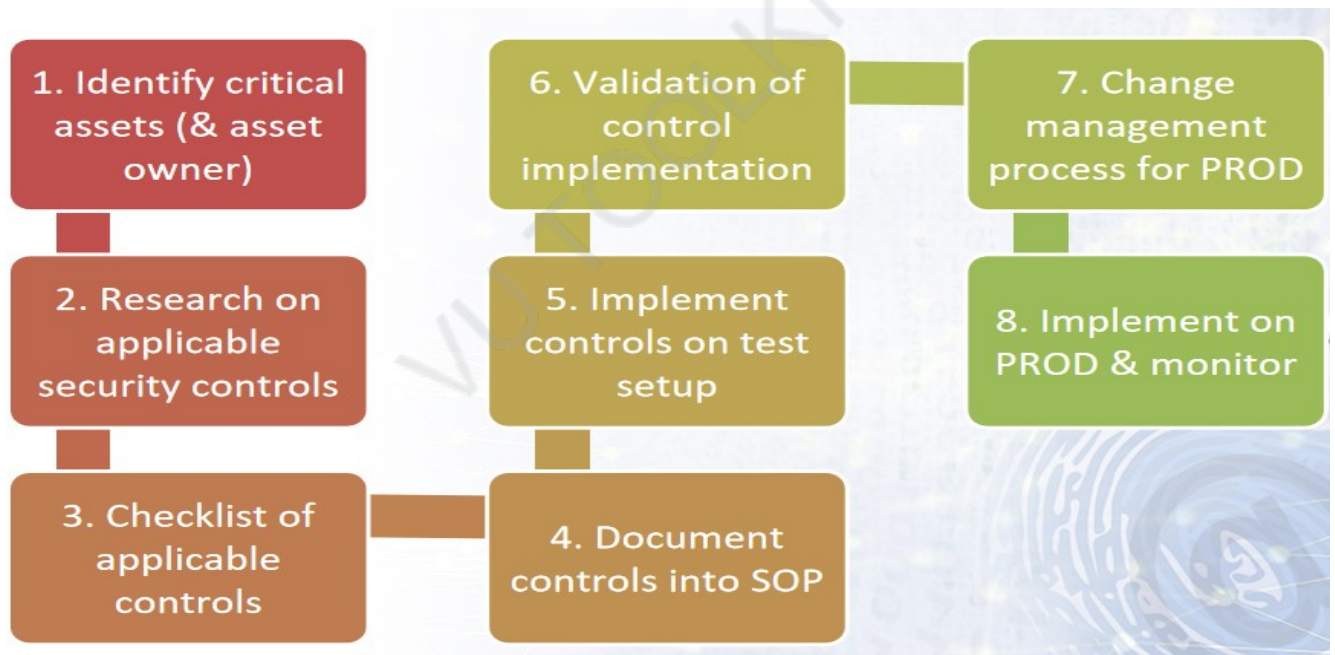 1. Identify critical
assets (& asset
owner)
2. Research on
applicable
security controls
3. Checklist of
applicable
controls
4. Document
controls into SOP
5. Implement
controls on test
setup
6. Validation of
control
implementation
7. Change
management
process for PROD
8. Implement on
PROD & monitor